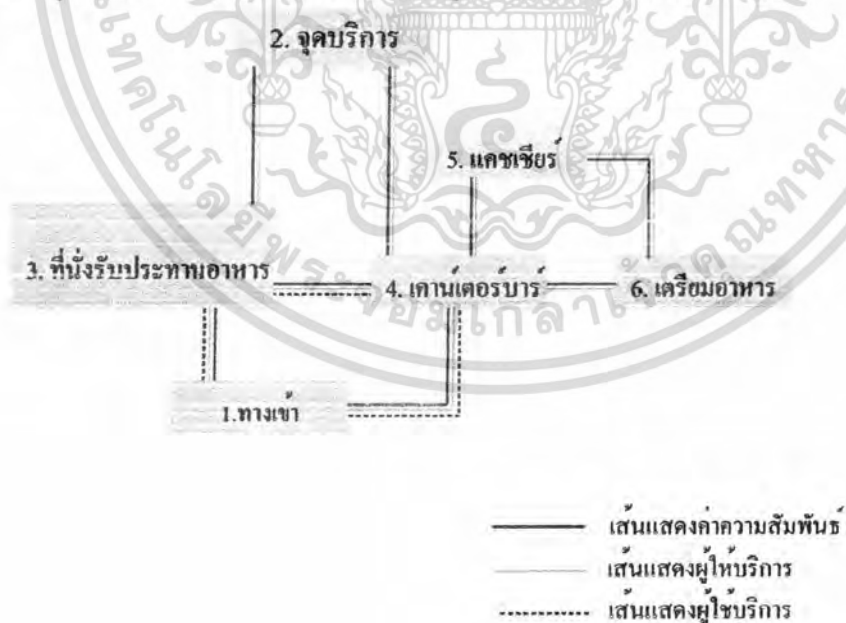 2. จุดบริการ
5. แคชเชียร์
3. ที่นั่งรับประทานอาหาร
4. เคาน์เตอร์บาร์
6. เตรียมอาหาร
1.ทางเข้า
เส้นแสดงค่าความสัมพันธ์
เส้นแสดงผู้ให้บริการ
เส้นแสดงผู้ใช้บริการ